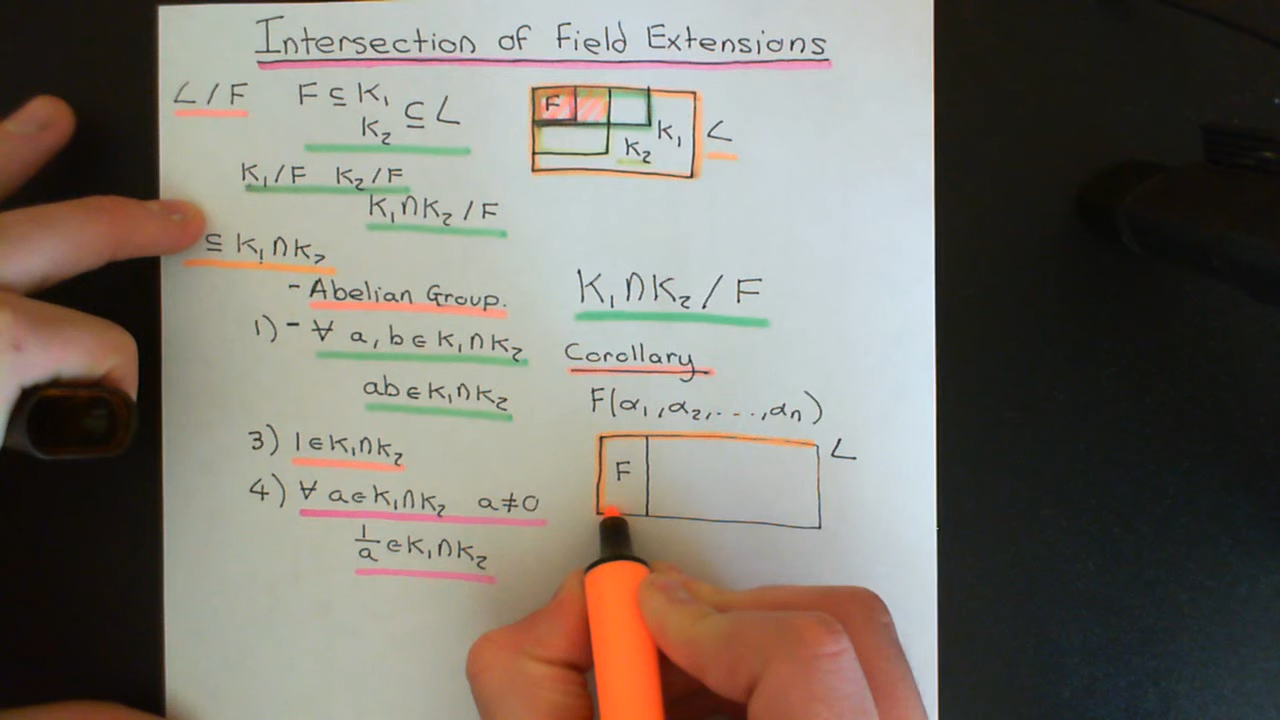 Intersection of Field Extensions
L/F F ⊆ K₁ ⊆ L
K₂
K₁/F K₂/F
K₁∩K₂/F
⊆ K₁∩K₂
- Abelian Group.
1) - ∀ a, b ∈ K₁∩K₂
ab ∈ K₁∩K₂
3) 1 ∈ K₁∩K₂
4) ∀ a ∈ K₁∩K₂ a ≠ 0
1/a ∈ K₁∩K₂
F
K₁ L
K₂
K₁∩K₂/F
Corollary
F(α₁, α₂, ..., αn)
F
L